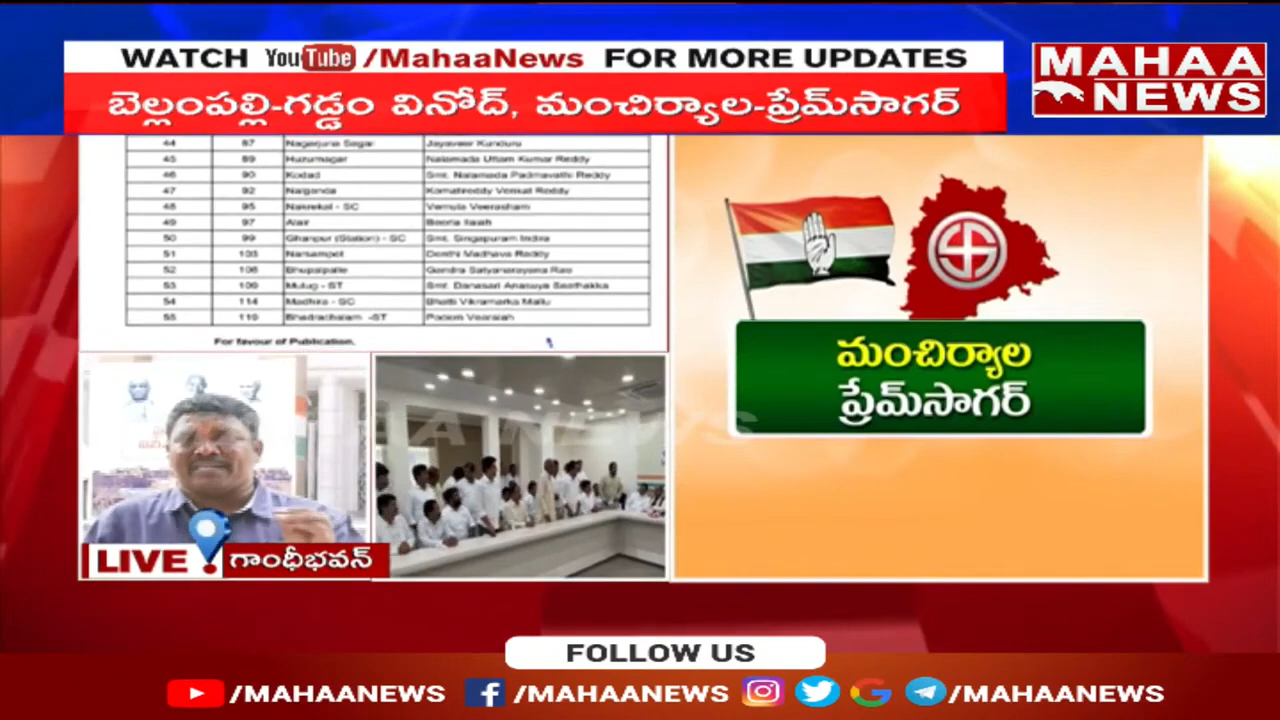 WATCH YouTube /MahaaNews FOR MORE UPDATES
MAHAA
NEWS
బెల్లంపల్లి-గడ్డం వినోద్, మంచిర్యాల-ప్రేమ్‌సాగర్
44 87 Nagarjuna Sagar Jayaveer Kunduru
45 89 Huzurnagar Nalamada Uttam Kumar Reddy
46 90 Kodad Smt. Nalamada Padmavathi Reddy
47 92 Nalgonda Komatireddy Venkat Reddy
48 95 Nakrekal - SC Vemula Veeresham
49 97 Alair Beerla Ilaiah
50 99 Ghanpur (Station) - SC Smt. Singapuram Indira
51 103 Narsampet Donthi Madhava Reddy
52 108 Bhupalpalle Gandra Satyanarayana Rao
53 109 Mulug - ST Smt. Danasari Anasuya Seethakka
54 114 Madhira - SC Bhatti Vikramarka Mallu
55 119 Bhadrachalam -ST Podem Veeraiah
For favour of Publication.
మంచిర్యాల
ప్రేమ్‌సాగర్
LIVE గాంధీభవన్
FOLLOW US
/MAHAANEWS /MAHAANEWS /MAHAANEWS